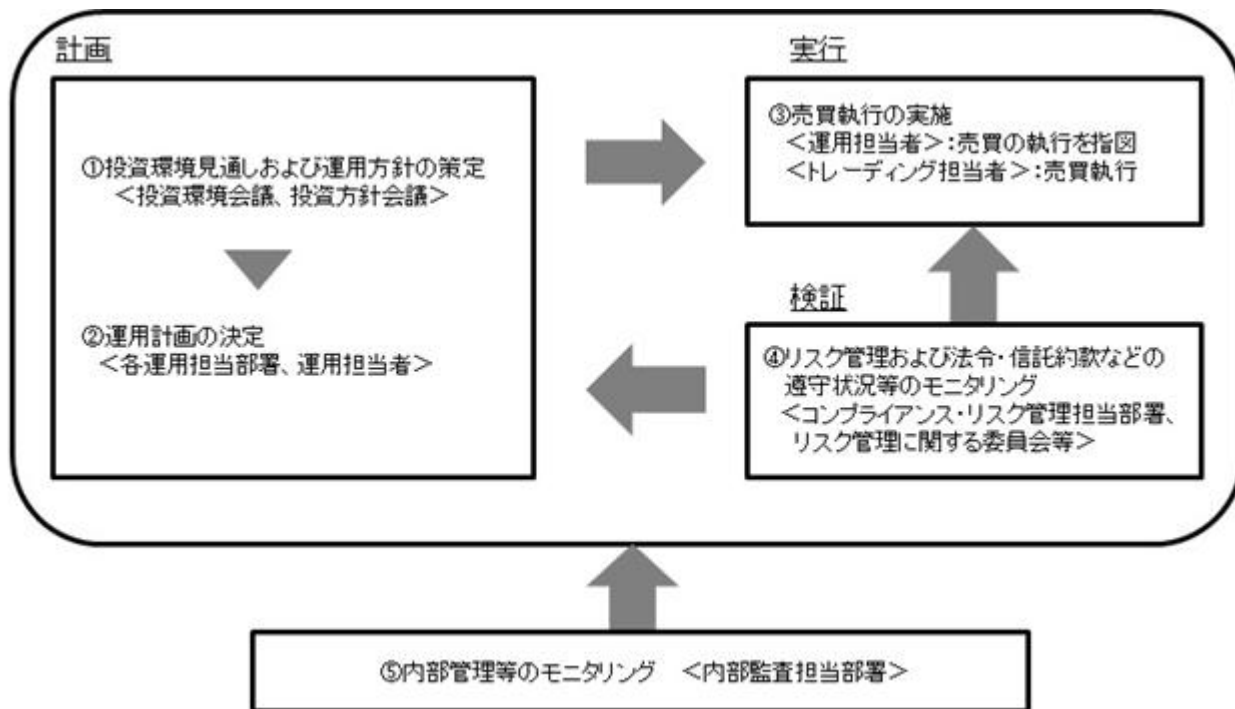 計画
①投資環境見通しおよび運用方針の策定
＜投資環境会議、投資方針会議＞
②運用計画の決定
＜各運用担当部署、運用担当者＞
実行
③売買執行の実施
＜運用担当者＞:売買の執行を指図
＜トレーディング担当者＞:売買執行
検証
④リスク管理および法令・信託約款などの
遵守状況等のモニタリング
＜コンプライアンス・リスク管理担当部署、
リスク管理に関する委員会等＞
⑤内部管理等のモニタリング ＜内部監査担当部署＞